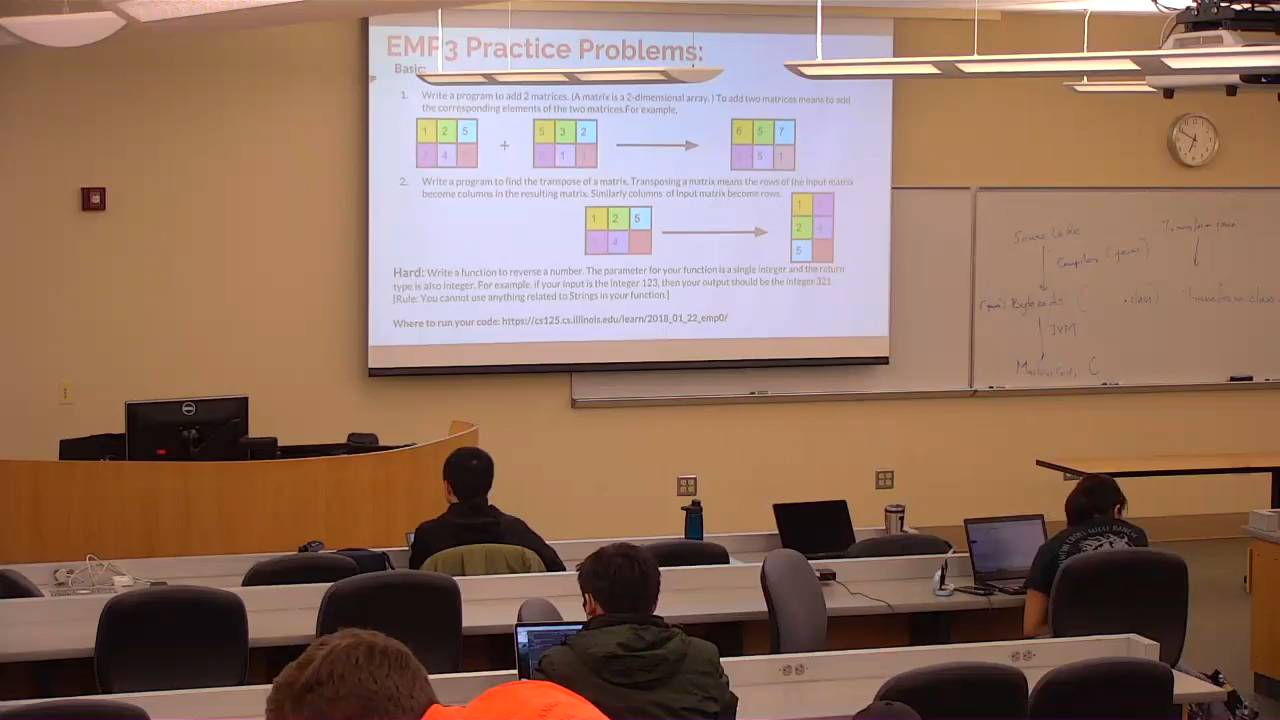 EMP3 Practice Problems:
Basic:
1. Write a program to add 2 matrices. (A matrix is a 2-dimensional array. ) To add two matrices means to add
the corresponding elements of the two matrices.For example,
1 2 5 5 3 2 6 5 7
+
4 1 5 1
2. Write a program to find the transpose of a matrix. Transposing a matrix means the rows of the input matrix
become columns in the resulting matrix. Similarly columns of input matrix become rows.
1 2 5 1
4 2 4
5
Hard: Write a function to reverse a number. The parameter for your function is a single integer and the return
type is also integer. For example, if your input is the integer 123, then your output should be the integer 321.
[Rule: You cannot use anything related to Strings in your function.]
Where to run your code: https://cs125.cs.illinois.edu/learn/2018_01_22_emp0/
Source Code
Compiler
.class)
JVM
DELL